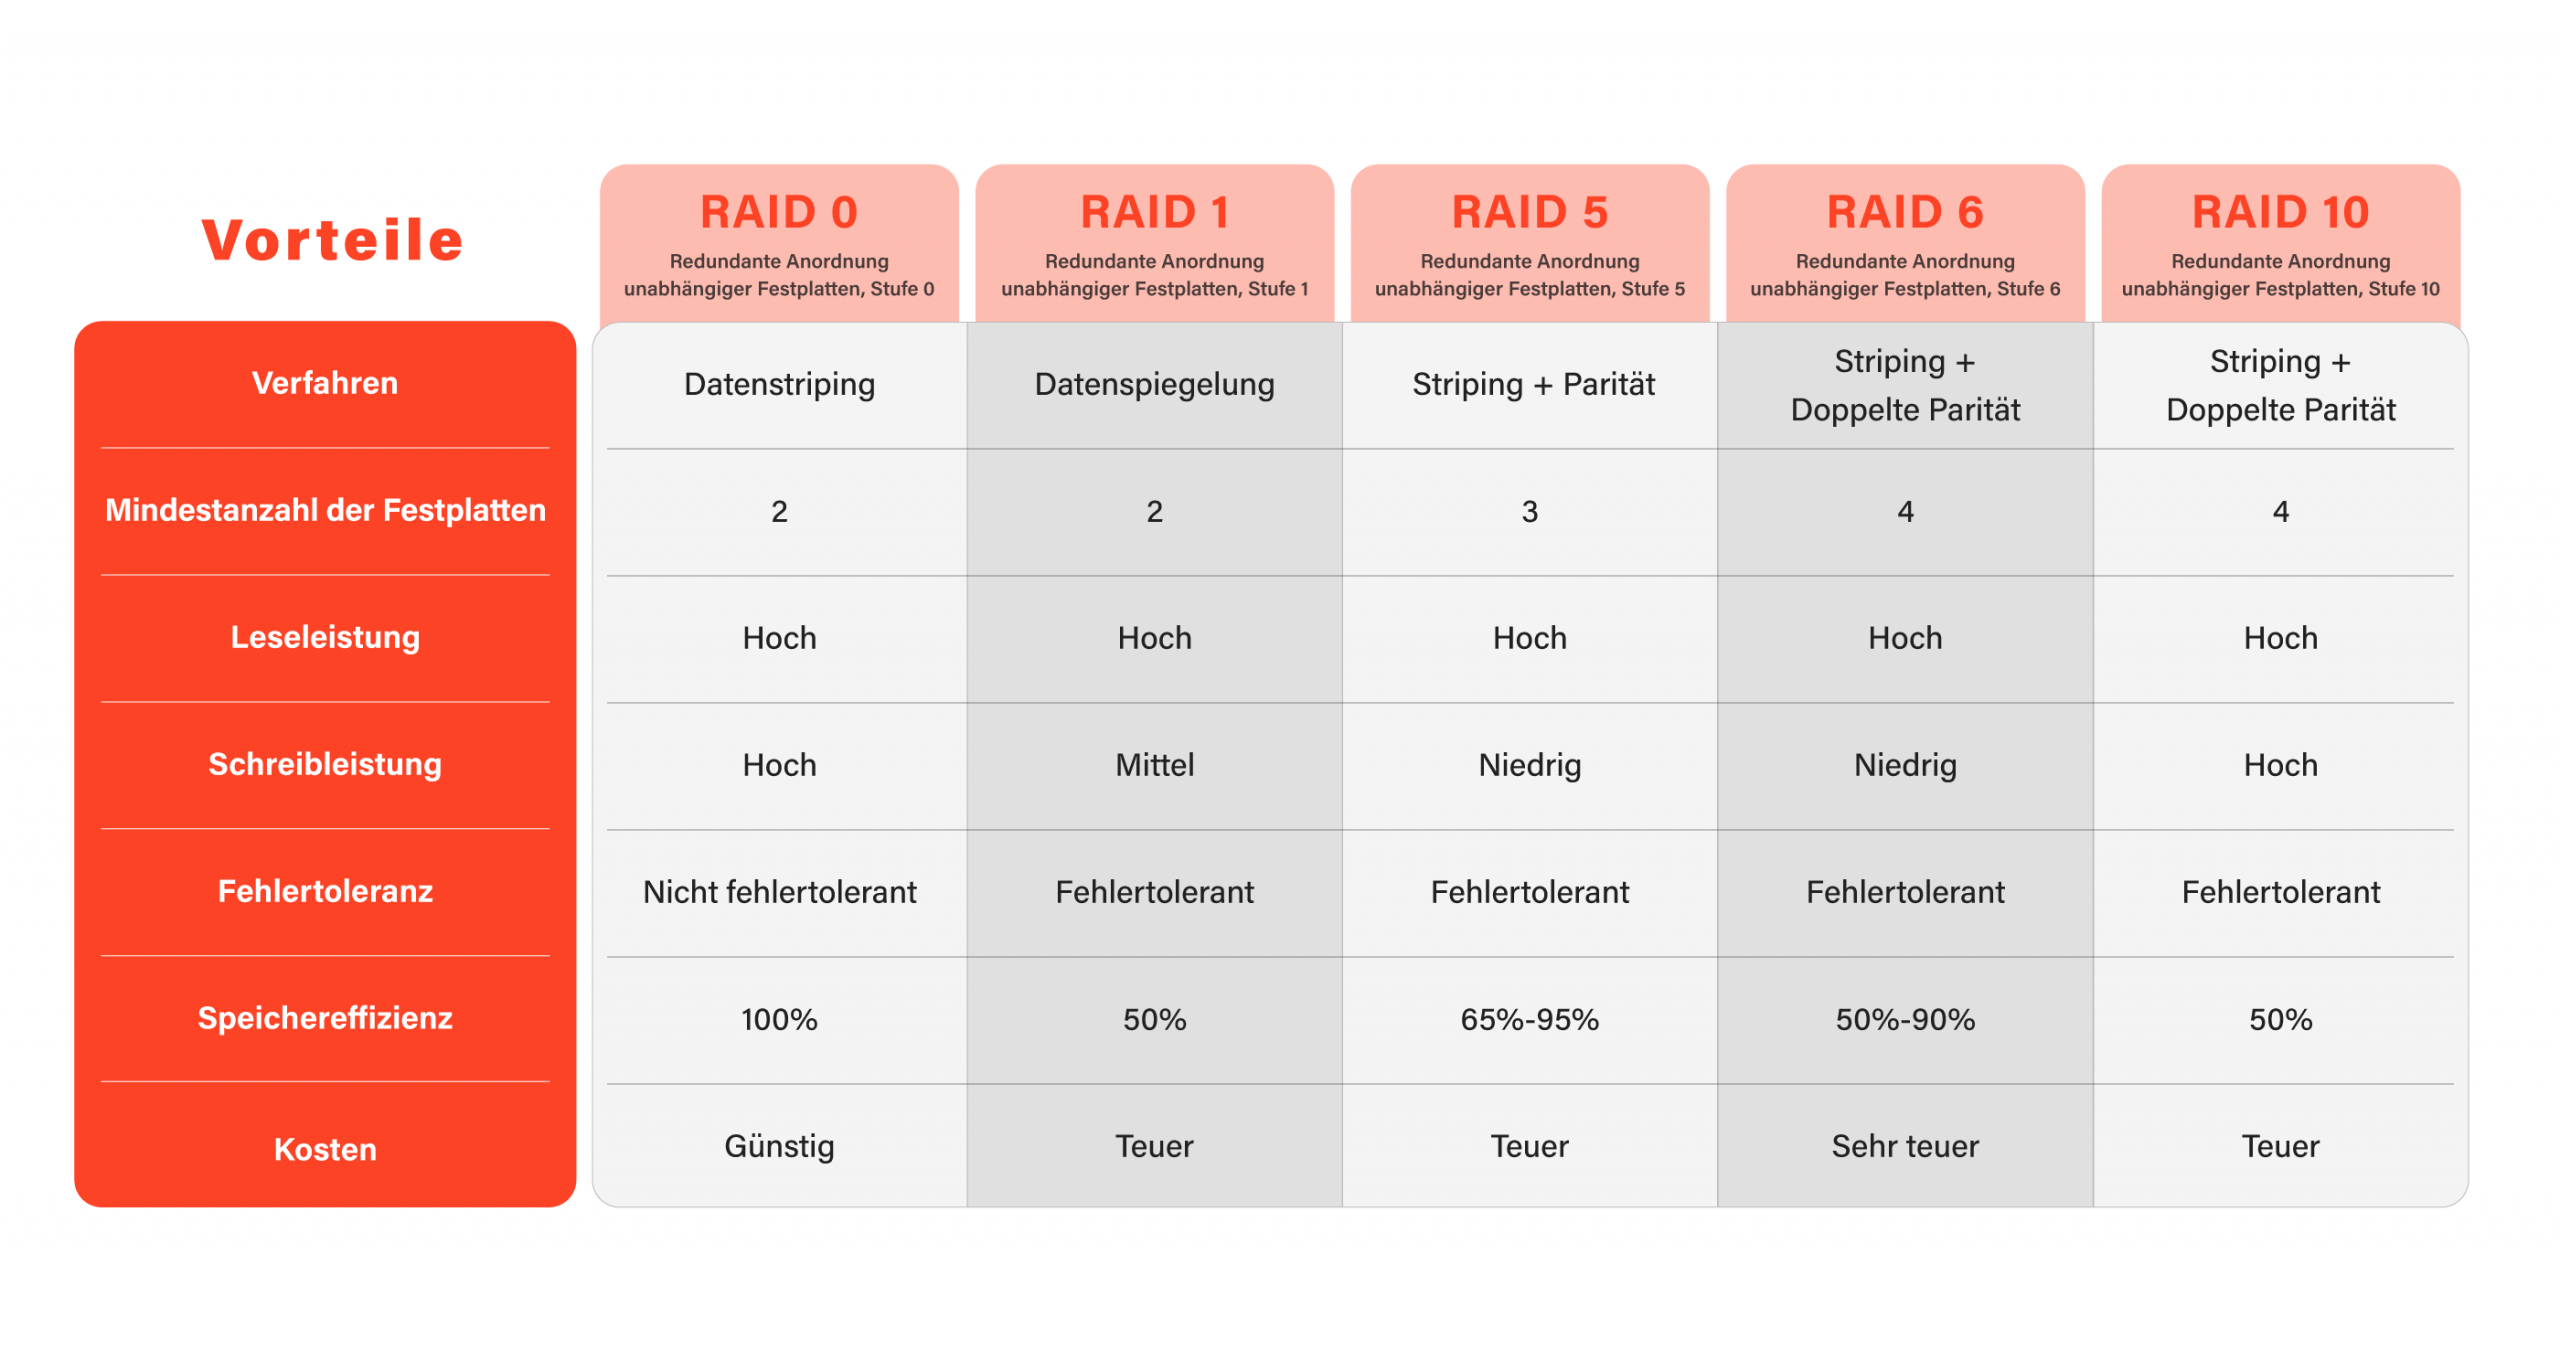 Vorteile
RAID 0
Redundante Anordnung
unabhängiger Festplatten, Stufe 0
RAID 1
Redundante Anordnung
unabhängiger Festplatten, Stufe 1
RAID 5
Redundante Anordnung
unabhängiger Festplatten, Stufe 5
RAID 6
Redundante Anordnung
unabhängiger Festplatten, Stufe 6
RAID 10
Redundante Anordnung
unabhängiger Festplatten, Stufe 10
Verfahren
Datenstriping
Datenspiegelung
Striping + Parität
Striping +
Doppelte Parität
Striping +
Doppelte Parität
Mindestanzahl der Festplatten
2
2
3
4
4
Leseleistung
Hoch
Hoch
Hoch
Hoch
Hoch
Schreibleistung
Hoch
Mittel
Niedrig
Niedrig
Hoch
Fehlertoleranz
Nicht fehlertolerant
Fehlertolerant
Fehlertolerant
Fehlertolerant
Fehlertolerant
Speichereffizienz
100%
50%
65%-95%
50%-90%
50%
Kosten
Günstig
Teuer
Teuer
Sehr teuer
Teuer